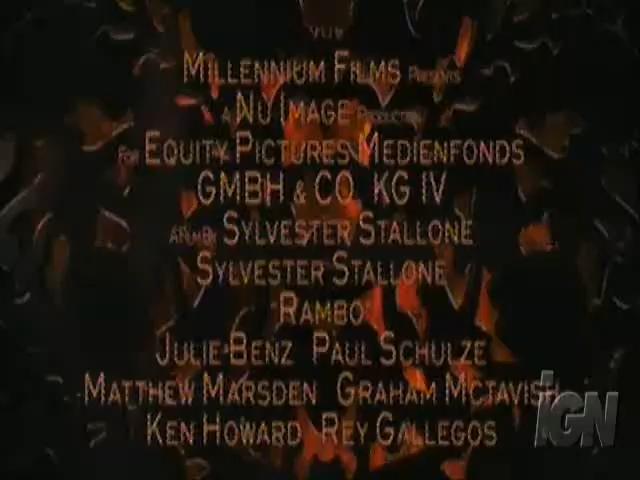 MILLENNIUM FILMS PRESENTS
A NU IMAGE PRODUCTION
FOR EQUITY PICTURES MEDIENFONDS
GMBH & CO. KG IV
A FILM BY SYLVESTER STALLONE
SYLVESTER STALLONE
RAMBO
JULIE BENZ PAUL SCHULZE
MATTHEW MARSDEN GRAHAM MCTAVISH
KEN HOWARD REY GALLEGOS
IGN